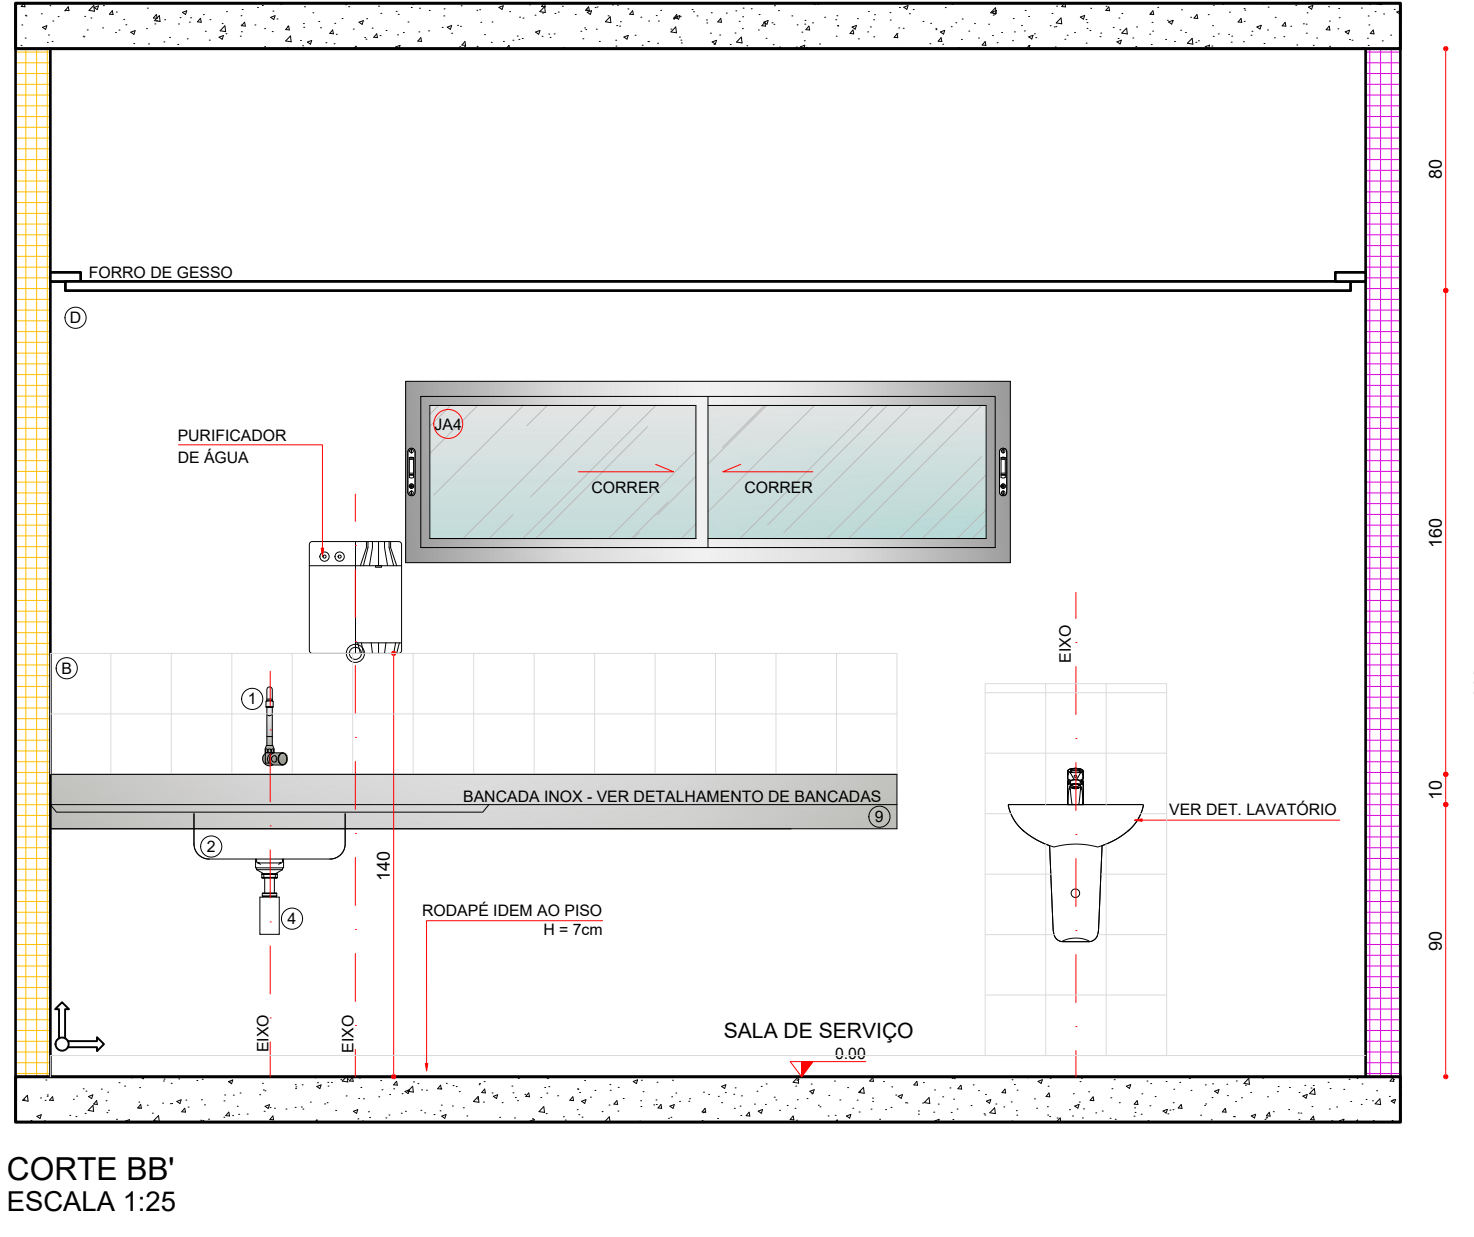 80
FORRO DE GESSO
D
JA4
PURIFICADOR
DE ÁGUA
CORRER
CORRER
160
EIXO
B
1
BANCADA INOX - VER DETALHAMENTO DE BANCADAS
10
VER DET. LAVATÓRIO
9
2
140
4
RODAPÉ IDEM AO PISO
H = 7cm
90
EIXO
EIXO
SALA DE SERVIÇO
0.00
CORTE BB'
ESCALA 1:25